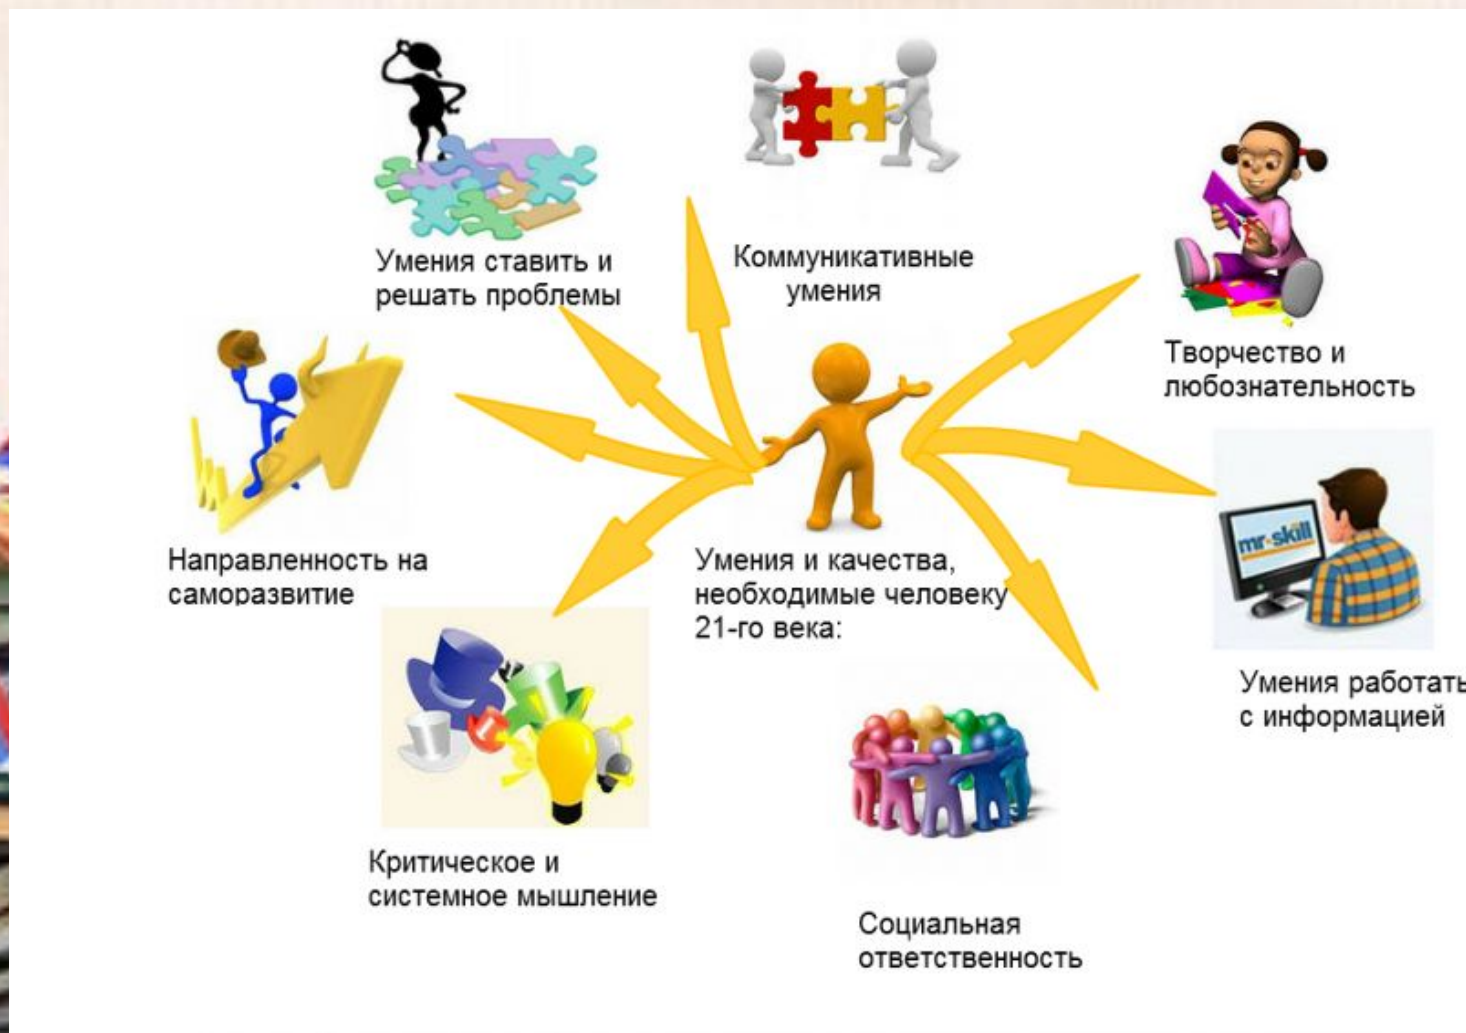 Умения ставить и
решать проблемы
Коммуникативные
умения
Творчество и
любознательность
Направленность на
саморазвитие
Умения и качества,
необходимые человеку
21-го века:
mr-skill
Умения работать
с информацией
Критическое и
системное мышление
Социальная
ответственность